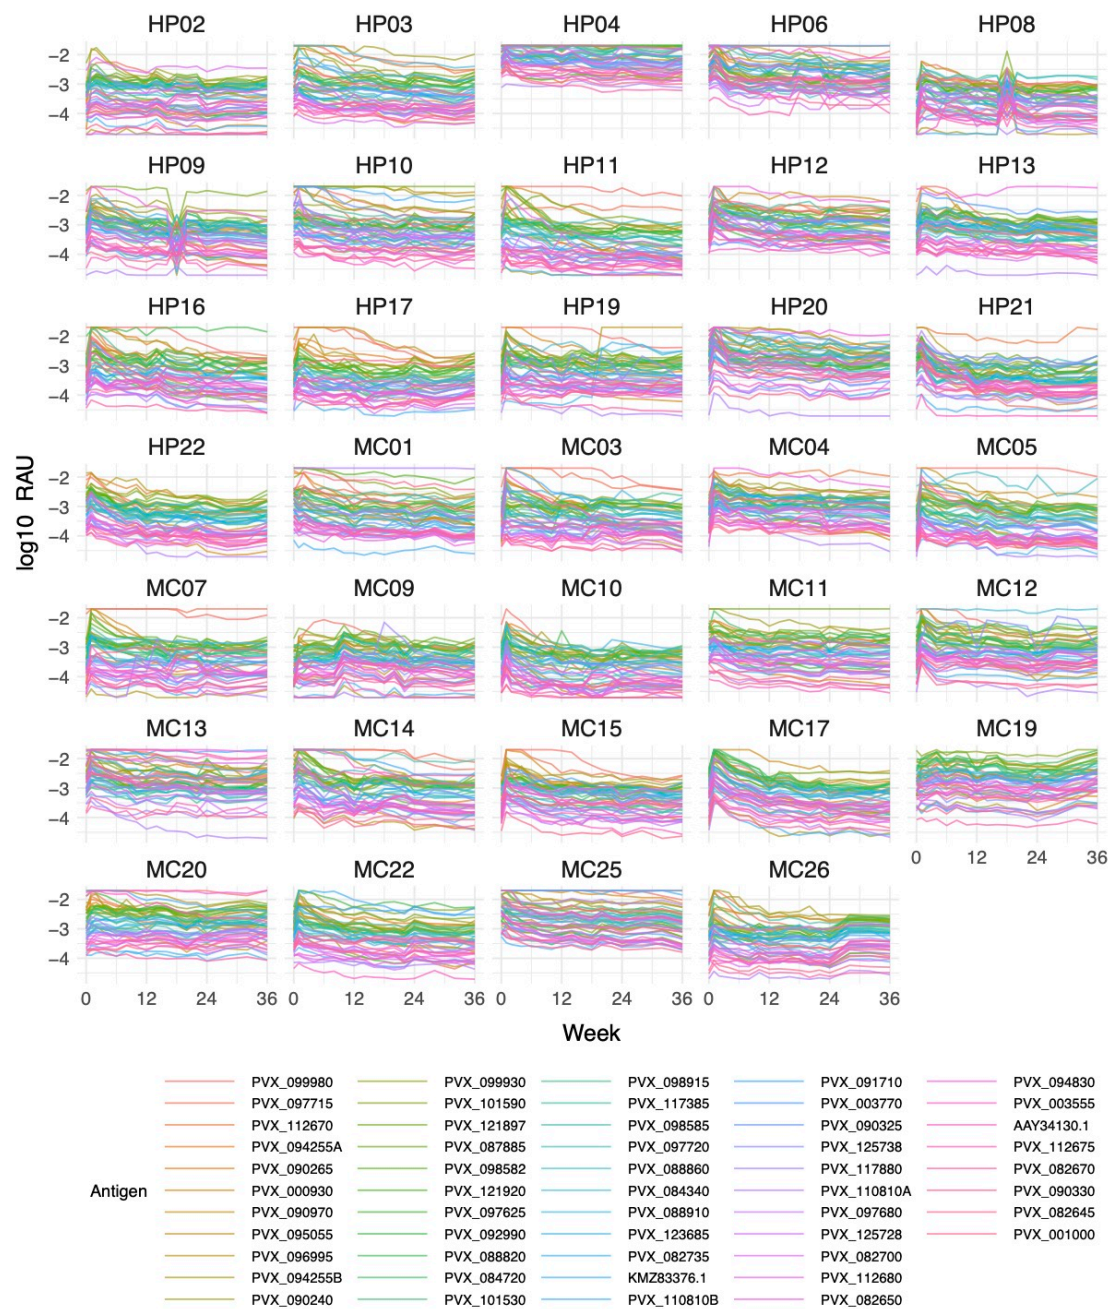 HP02 HP03 HP04 HP06 HP08
−2
−3
−4
HP09 HP10 HP11 HP12 HP13
−2
−3
−4
HP16 HP17 HP19 HP20 HP21
−2
−3
−4
HP22 MC01 MC03 MC04 MC05
−2
−3
−4
log10 RAU
MC07 MC09 MC10 MC11 MC12
−2
−3
−4
MC13 MC14 MC15 MC17 MC19
−2
−3
−4
0 12 24 36
MC20 MC22 MC25 MC26
−2
−3
−4
0 12 24 36 0 12 24 36 0 12 24 36 0 12 24 36
Week
PVX_099980 PVX_099930 PVX_098915 PVX_091710 PVX_094830
PVX_097715 PVX_101590 PVX_117385 PVX_003770 PVX_003555
PVX_112670 PVX_121897 PVX_098585 PVX_090325 AAY34130.1
PVX_094255A PVX_087885 PVX_097720 PVX_125738 PVX_112675
PVX_090265 PVX_098582 PVX_088860 PVX_117880 PVX_082670
Antigen PVX_000930 PVX_121920 PVX_084340 PVX_110810A PVX_090330
PVX_090970 PVX_097625 PVX_088910 PVX_097680 PVX_082645
PVX_095055 PVX_092990 PVX_123685 PVX_125728 PVX_001000
PVX_096995 PVX_088820 PVX_082735 PVX_082700
PVX_094255B PVX_084720 KMZ83376.1 PVX_112680
PVX_090240 PVX_101530 PVX_110810B PVX_082650